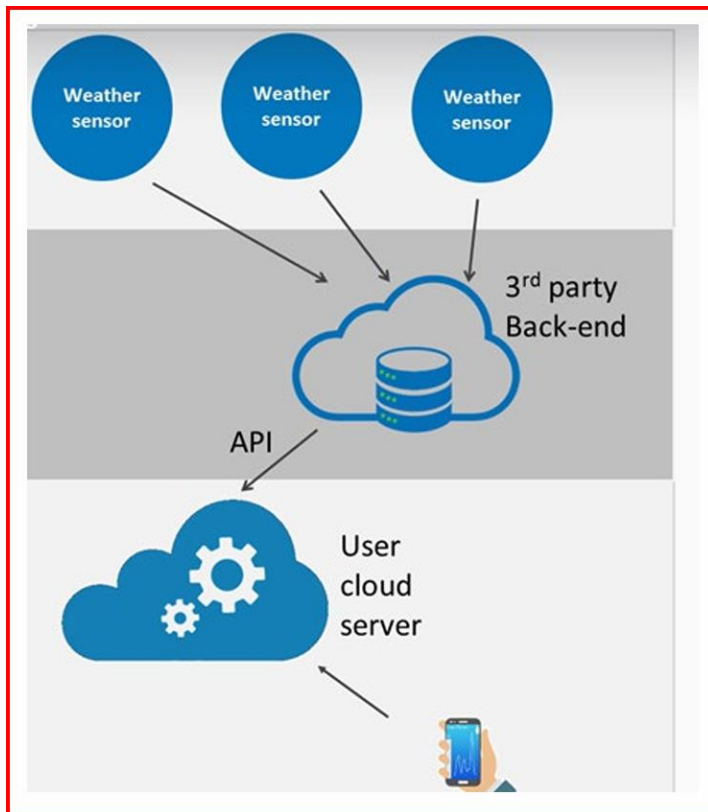 Weather
sensor
Weather
sensor
Weather
sensor
3rd party
Back-end
API
User
cloud
server